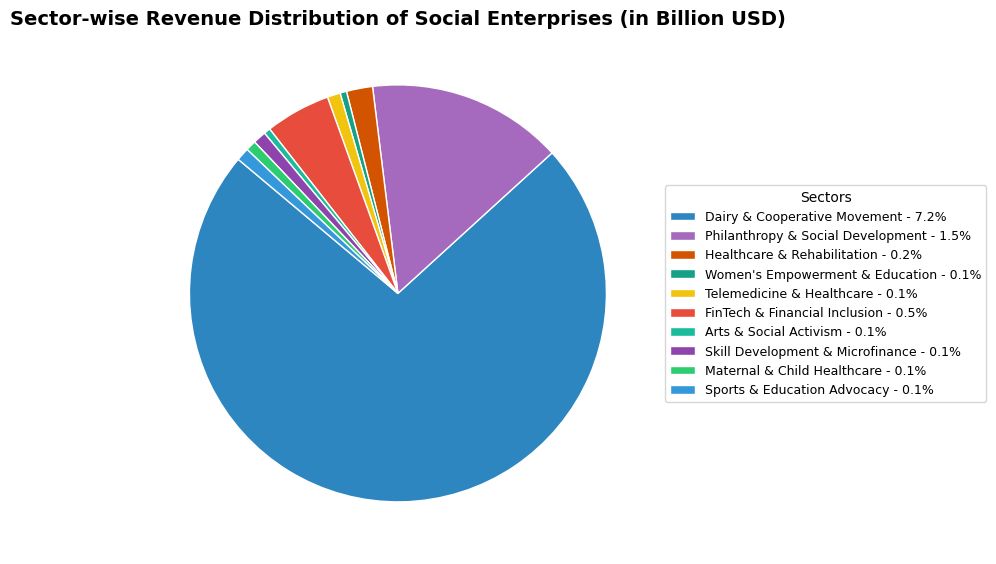 Sector-wise Revenue Distribution of Social Enterprises (in Billion USD)
Sectors
Dairy & Cooperative Movement - 7.2%
Philanthropy & Social Development - 1.5%
Healthcare & Rehabilitation - 0.2%
Women's Empowerment & Education - 0.1%
Telemedicine & Healthcare - 0.1%
FinTech & Financial Inclusion - 0.5%
Arts & Social Activism - 0.1%
Skill Development & Microfinance - 0.1%
Maternal & Child Healthcare - 0.1%
Sports & Education Advocacy - 0.1%